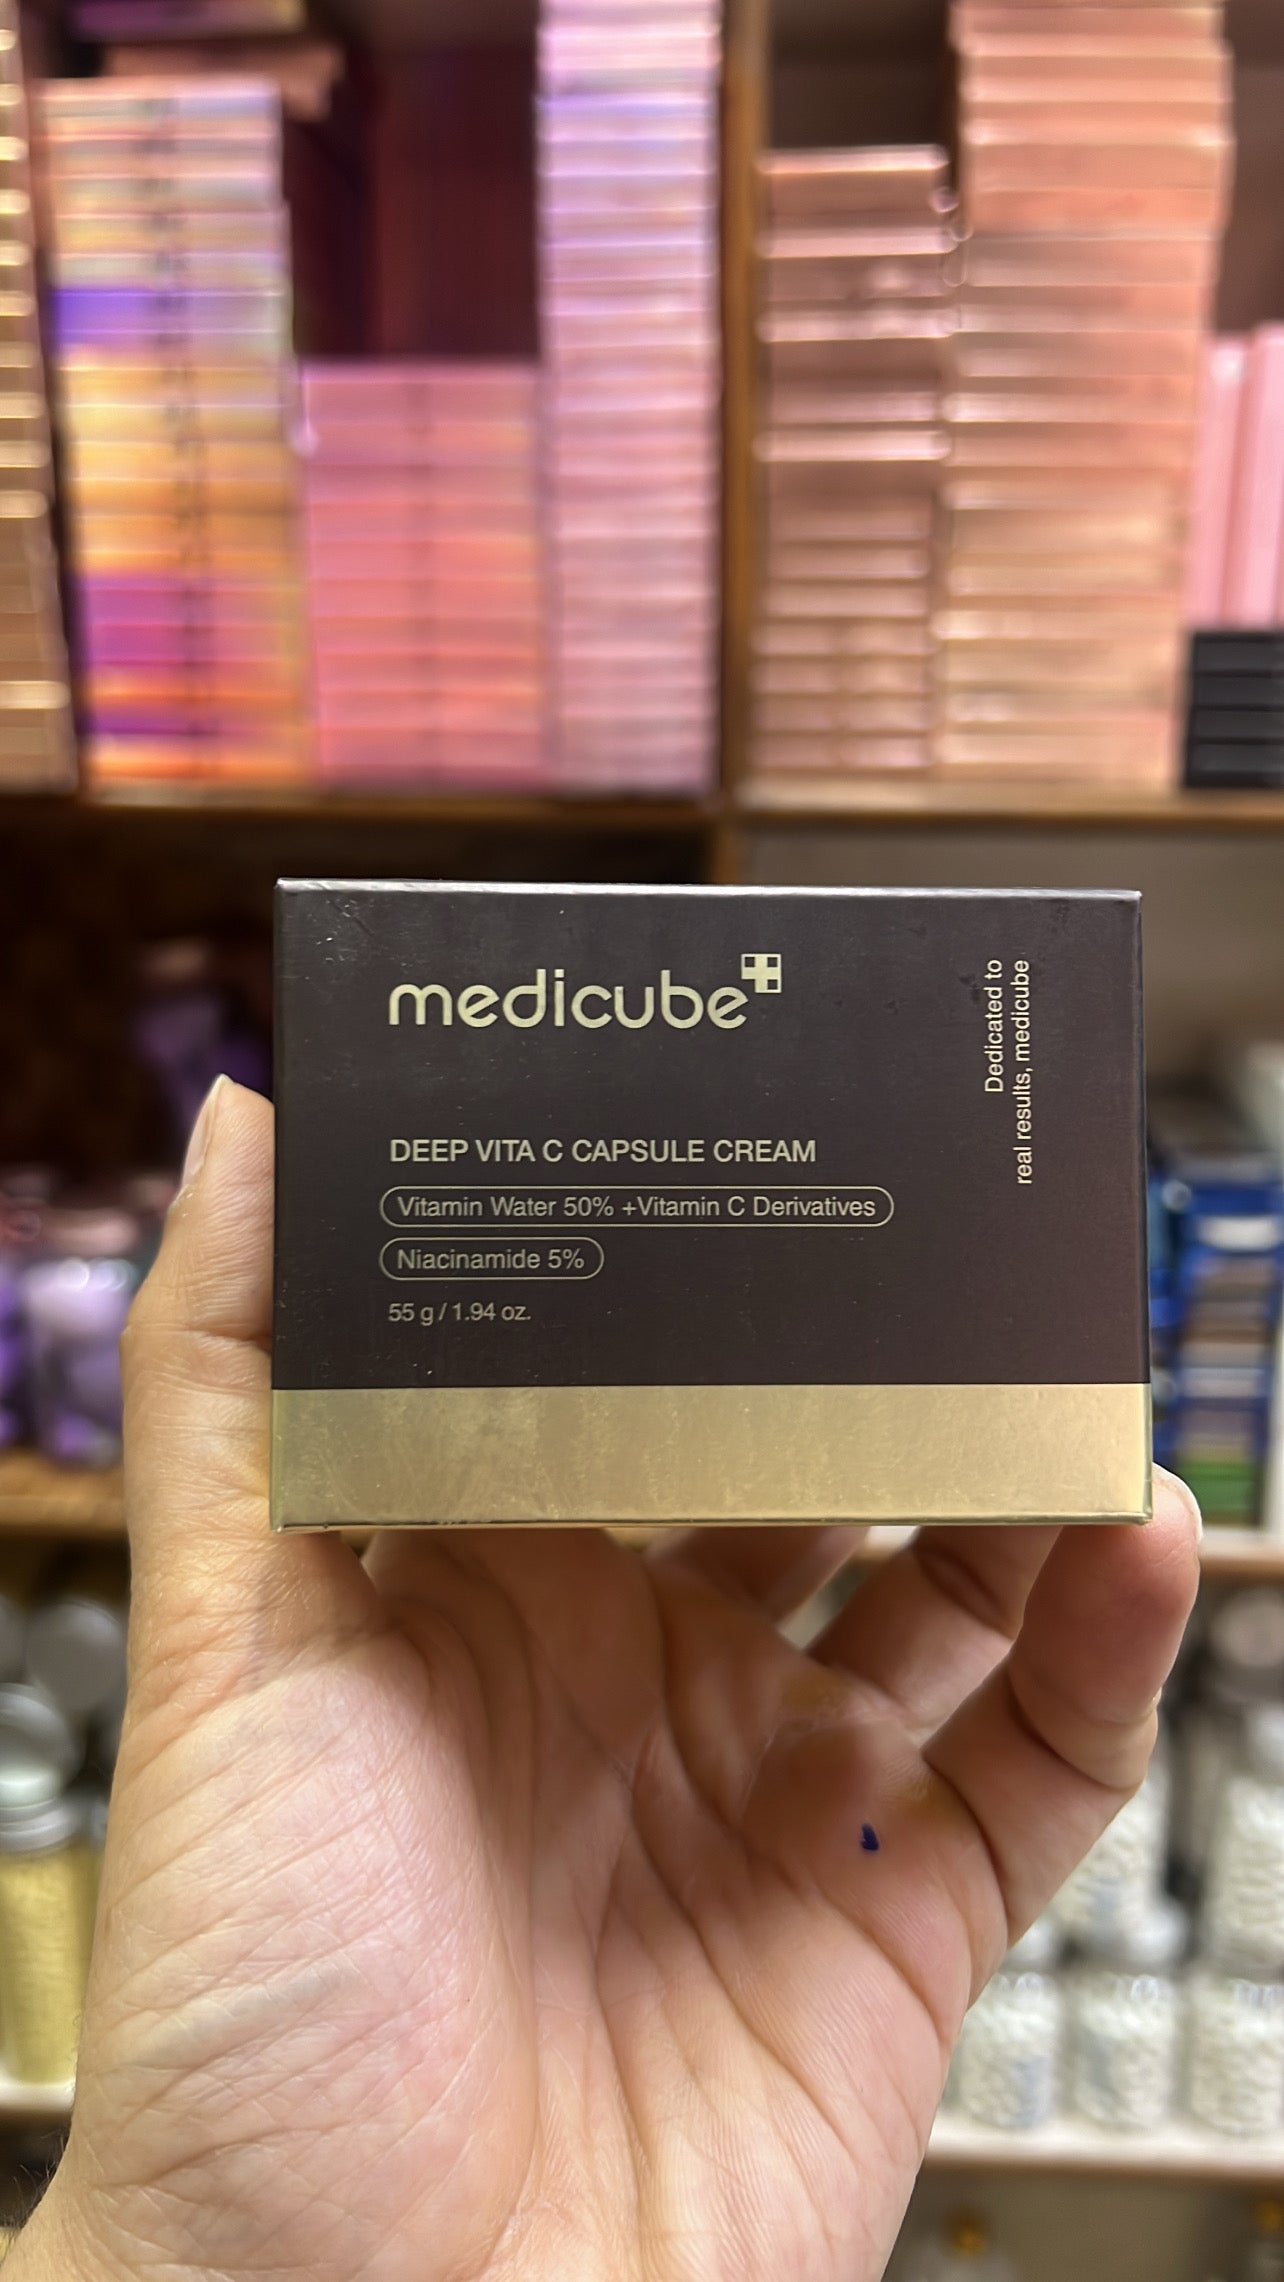 medicube
Dedicated to
real results, medicube
DEEP VITA C CAPSULE CREAM
Vitamin Water 50% +Vitamin C Derivatives
Niacinamide 5%
55 g / 1.94 oz.